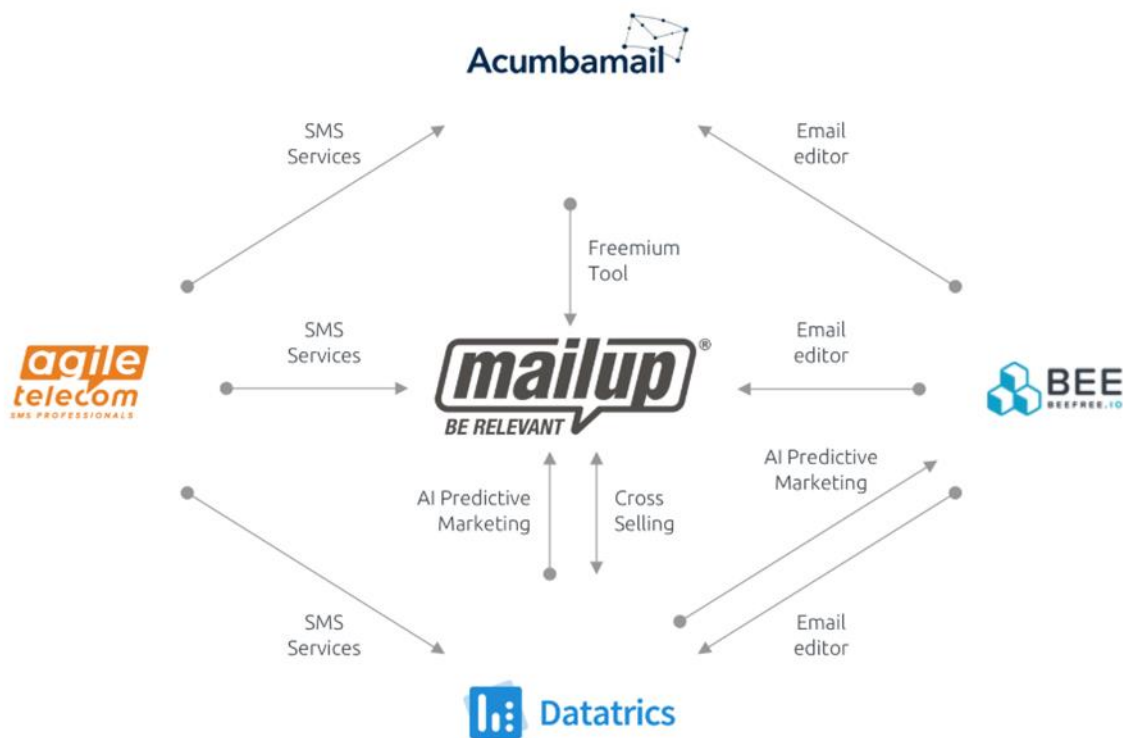 Acumbamail
SMS
Services
Email
editor
Freemium
Tool
SMS
Services
Email
editor
agile
telecom
SMS PROFESSIONALS
mailup®
BE RELEVANT
BEE
BEEFREE.IO
AI Predictive
Marketing
Cross
Selling
AI Predictive
Marketing
SMS
Services
Email
editor
Datatrics